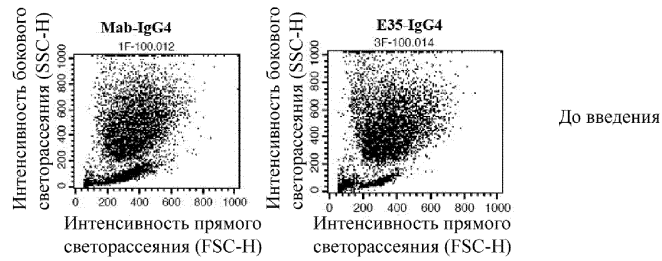 Mab-IgG4
1F-100.012
Интенсивность бокового
светорассеяния (SSC-H)
0 200 400 600 800 1000
0 200 400 600 800 1000
Интенсивность прямого
светорассеяния (FSC-H)
E35-IgG4
3F-100.014
Интенсивность бокового
светорассеяния (SSC-H)
0 200 400 600 800 1000
0 200 400 600 800 1000
Интенсивность прямого
светорассеяния (FSC-H)
До введения